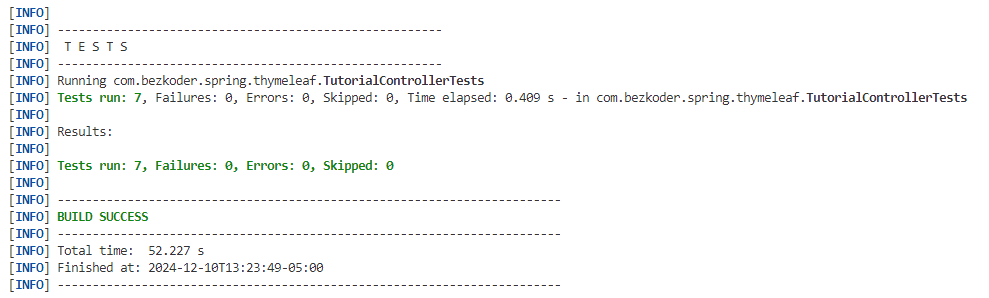 [INFO]
[INFO] -------------------------------------------------------
[INFO]  T E S T S
[INFO] -------------------------------------------------------
[INFO] Running com.bezkoder.spring.thymeleaf.TutorialControllerTests
[INFO] Tests run: 7, Failures: 0, Errors: 0, Skipped: 0, Time elapsed: 0.409 s - in com.bezkoder.spring.thymeleaf.TutorialControllerTests
[INFO]
[INFO] Results:
[INFO]
[INFO] Tests run: 7, Failures: 0, Errors: 0, Skipped: 0
[INFO]
[INFO] ------------------------------------------------------------------------
[INFO] BUILD SUCCESS
[INFO] ------------------------------------------------------------------------
[INFO] Total time:  52.227 s
[INFO] Finished at: 2024-12-10T13:23:49-05:00
[INFO] ------------------------------------------------------------------------